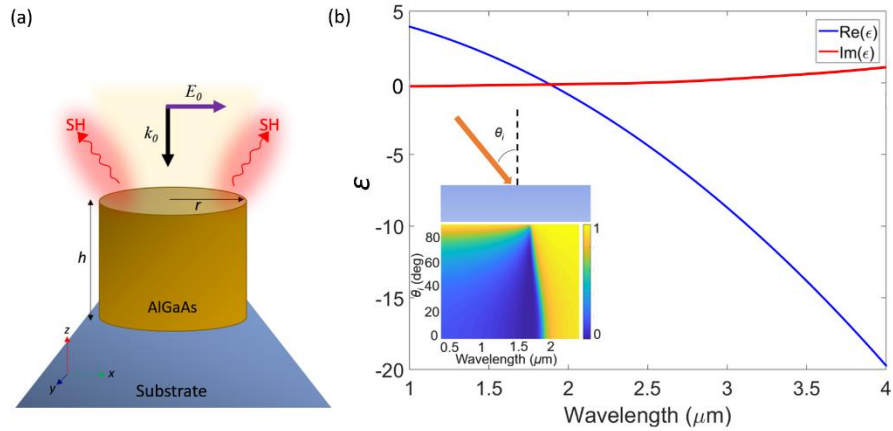 (a)
E0
k0
SH
SH
r
h
AlGaAs
z
y
x
Substrate
(b)
Re(ϵ)
Im(ϵ)
5
0
-5
-10
-15
-20
ε
1
1.5
2
2.5
3
3.5
4
Wavelength (μm)
θi
θi (deg)
80
60
40
20
0
0.5
1
1.5
2
Wavelength (μm)
1
0